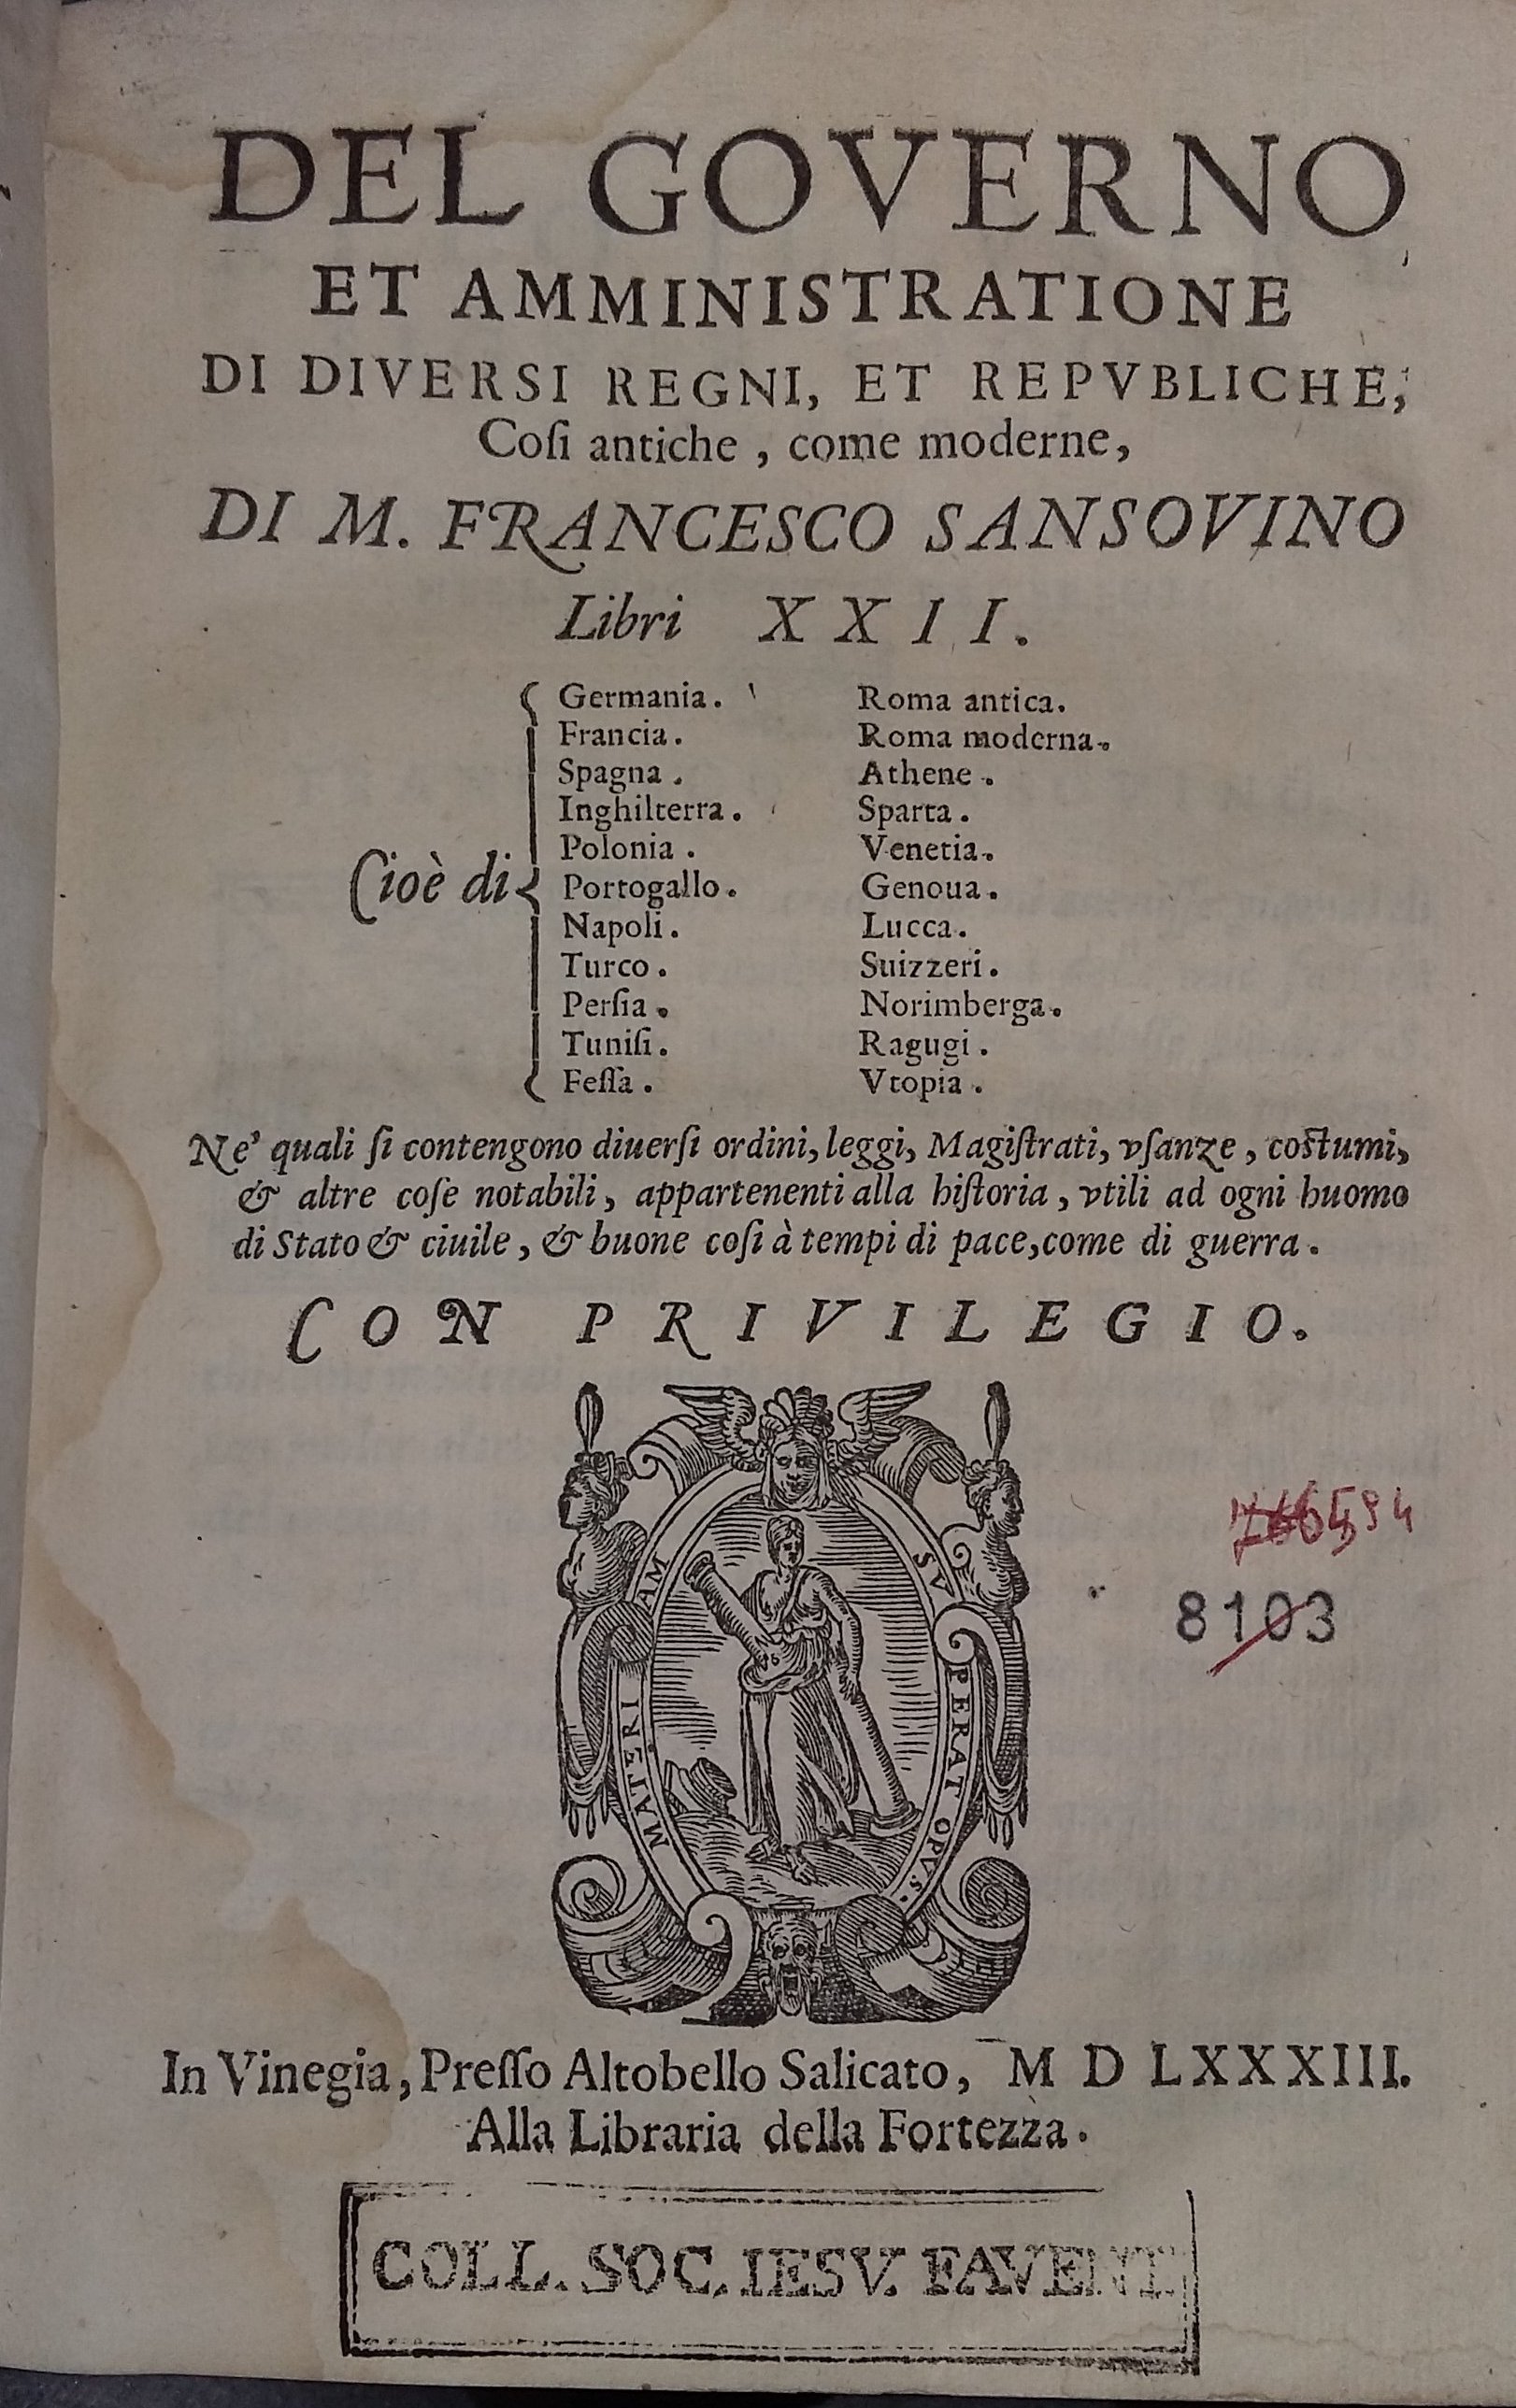 DEL GOVERNO
ET AMMINISTRATIONE
DI DIVERSI REGNI, ET REPVBLICHE,
Coſi antiche , come moderne,
DI M. FRANCESCO SANSOVINO
Libri XXII.
Cioè di
Germania.
Francia.
Spagna.
Inghilterra.
Polonia.
Portogallo.
Napoli.
Turco.
Perſia.
Tuniſi.
Feſſa.
Roma antica.
Roma moderna.
Athene.
Sparta.
Venetia.
Genoua.
Lucca.
Suizzeri.
Norimberga.
Ragugi.
Vtopia.
Ne' quali ſi contengono diuerſi ordini, leggi, Magiſtrati, vſanze, coſtumi,
& altre coſe notabili, appartenenti alla hiſtoria, vtili ad ogni huomo
di Stato & ciuile, & buone coſi à tempi di pace, come di guerra.
CON PRIVILEGIO.
MATERIAM SVPERAT OPVS.
8103
In Vinegia, Preſſo Altobello Salicato, M D LXXXIII.
Alla Libraria della Fortezza.
COLL. SOC. IESV. FAVENT